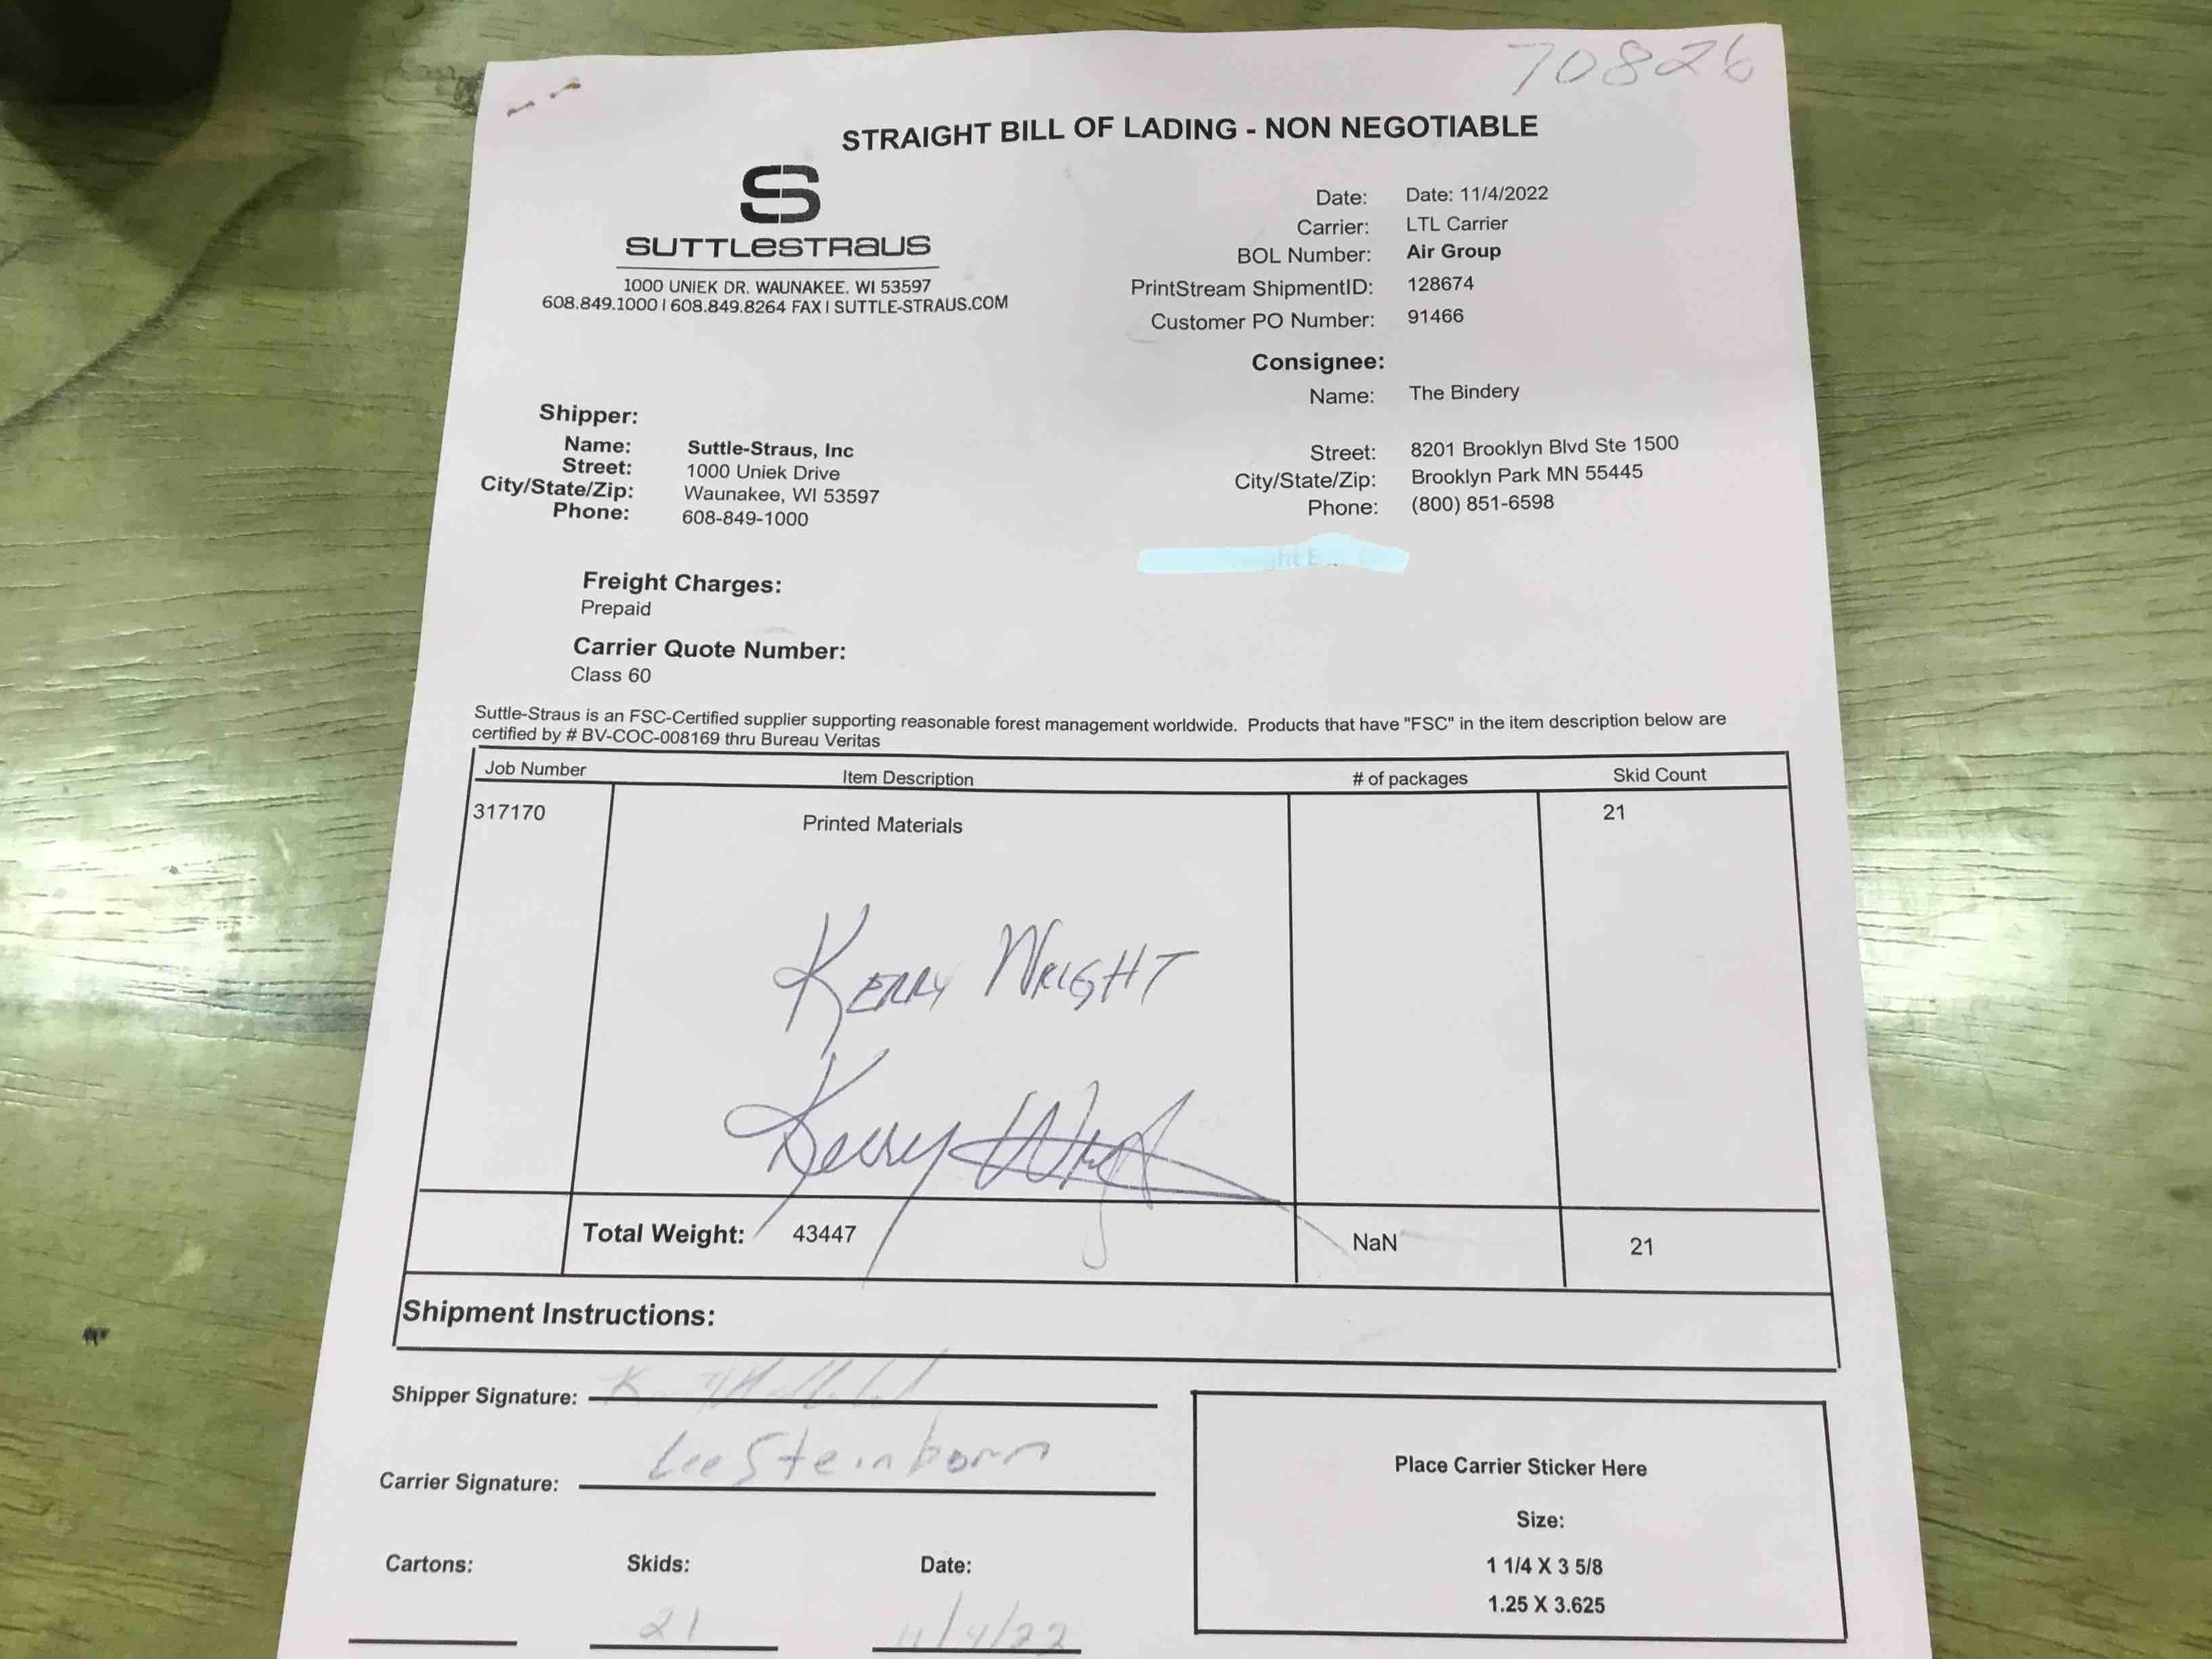 70826
STRAIGHT BILL OF LADING - NON NEGOTIABLE
S
SUTTLESTRAUS
1000 UNIEK DR. WAUNAKEE. WI 53597
608.849.1000 | 608.849.8264 FAX | SUTTLE-STRAUS.COM
Date: Date: 11/4/2022
Carrier: LTL Carrier
BOL Number: Air Group
PrintStream ShipmentID: 128674
Customer PO Number: 91466
Consignee:
Name: The Bindery
Street: 8201 Brooklyn Blvd Ste 1500
City/State/Zip: Brooklyn Park MN 55445
Phone: (800) 851-6598
Shipper:
Name: Suttle-Straus, Inc
Street: 1000 Uniek Drive
City/State/Zip: Waunakee, WI 53597
Phone: 608-849-1000
Freight Charges:
Prepaid
Carrier Quote Number:
Class 60
Suttle-Straus is an FSC-Certified supplier supporting reasonable forest management worldwide. Products that have "FSC" in the item description below are
certified by # BV-COC-008169 thru Bureau Veritas
Job Number Item Description # of packages Skid Count
317170 Printed Materials 21
KERRY WRIGHT
Kerry Wright
Total Weight: 43447 NaN 21
Shipment Instructions:
Shipper Signature:
Carrier Signature: Lee Steinborn
Cartons: Skids: Date:
21 11/4/22
Place Carrier Sticker Here
Size:
1 1/4 X 3 5/8
1.25 X 3.625